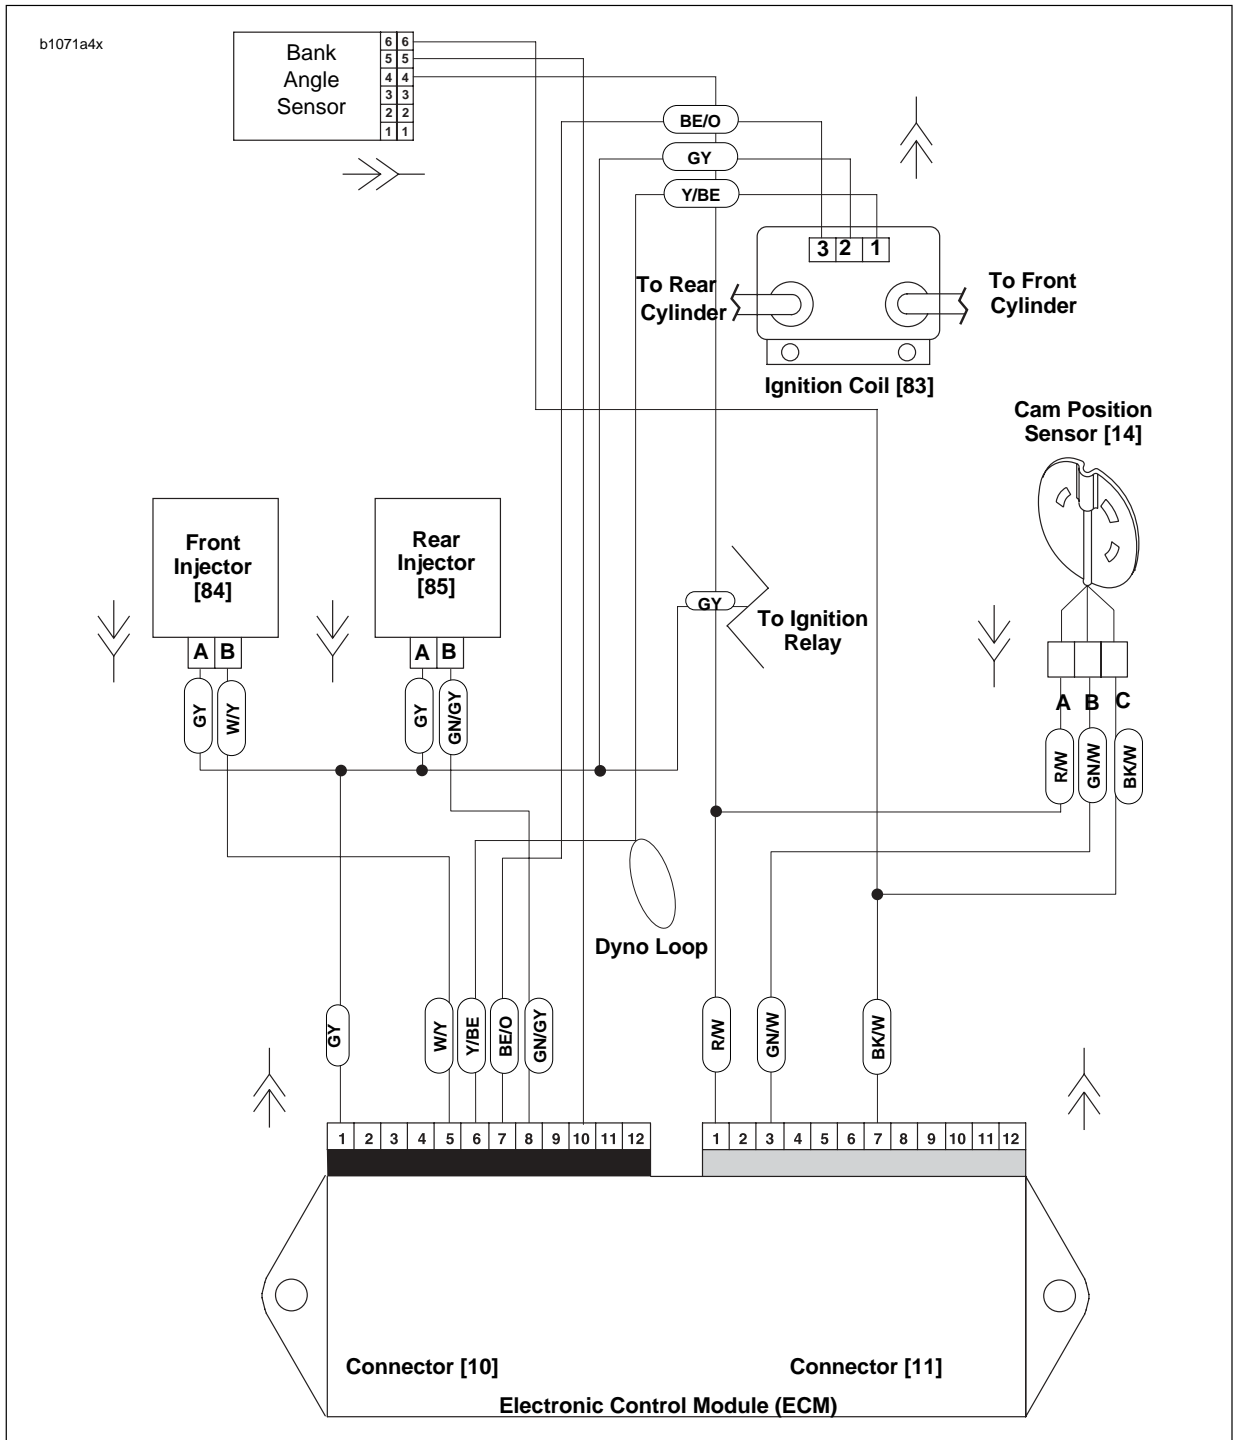 b1071a4x
Bank
Angle
Sensor
6 6
5 5
4 4
3 3
2 2
1 1
BE/O
GY
Y/BE
3 2 1
To Rear
Cylinder
To Front
Cylinder
Ignition Coil [83]
Cam Position
Sensor [14]
Front
Injector
[84]
Rear
Injector
[85]
GY
To Ignition
Relay
A B
A B
A B C
GY
W/Y
GY
GN/GY
R/W
GN/W
BK/W
Dyno Loop
GY
W/Y
Y/BE
BE/O
GN/GY
R/W
GN/W
BK/W
1 2 3 4 5 6 7 8 9 10 11 12
1 2 3 4 5 6 7 8 9 10 11 12
Connector [10]
Connector [11]
Electronic Control Module (ECM)